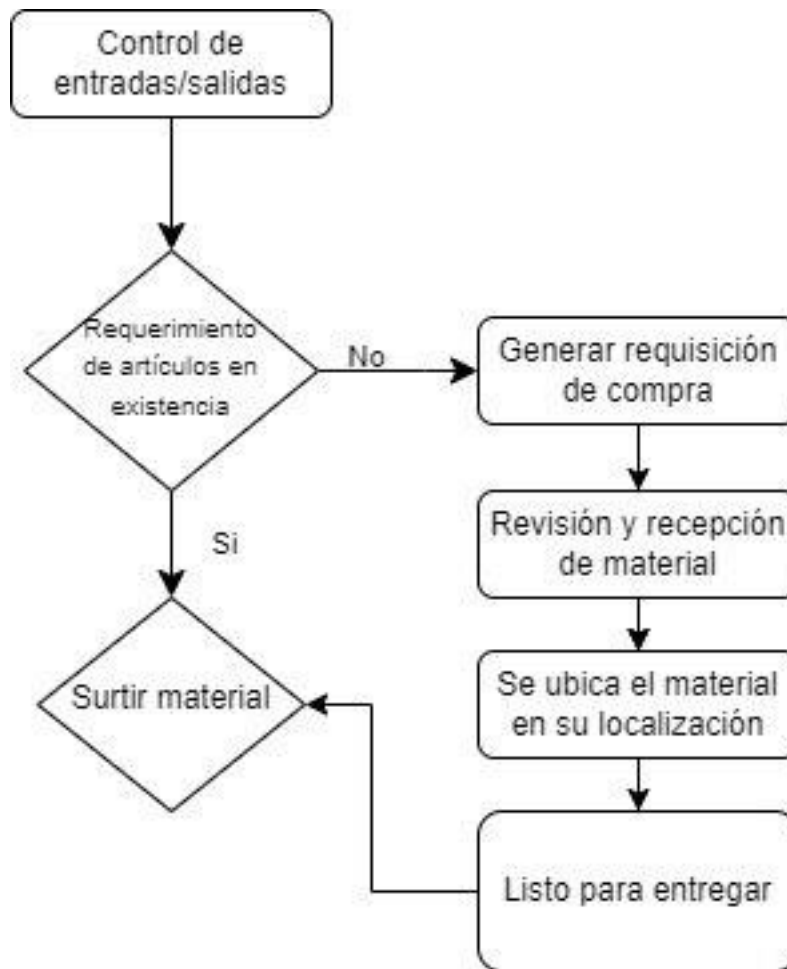 Control de
entradas/salidas
Requerimiento
de artículos en
existencia
No
Generar requisición
de compra
Si
Revisión y recepción
de material
Surtir material
Se ubica el material
en su localización
Listo para entregar